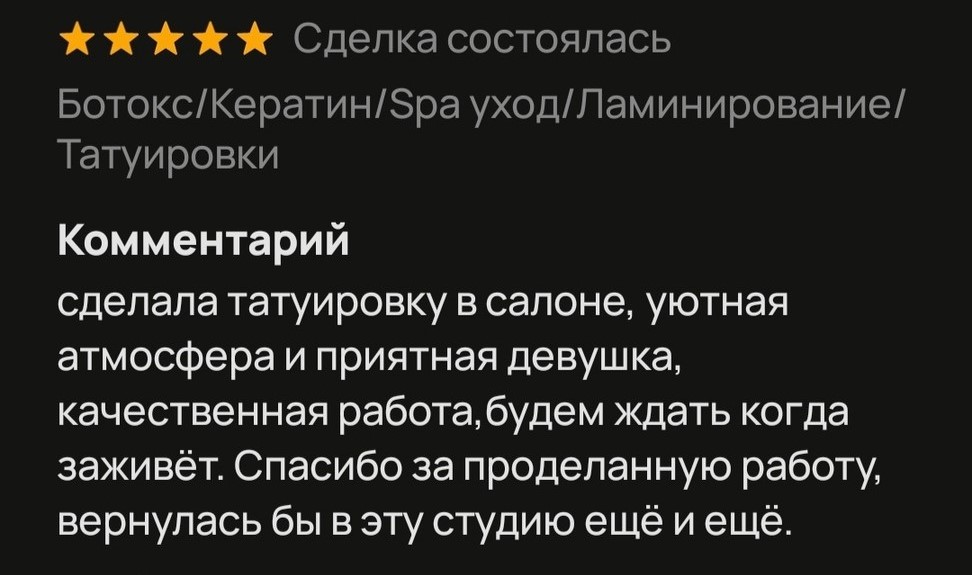 Сделка состоялась
Ботокс/Кератин/Spa уход/Ламинирование/
Татуировки
Комментарий
сделала татуировку в салоне, уютная
атмосфера и приятная девушка,
качественная работа,будем ждать когда
заживёт. Спасибо за проделанную работу,
вернулась бы в эту студию ещё и ещё.